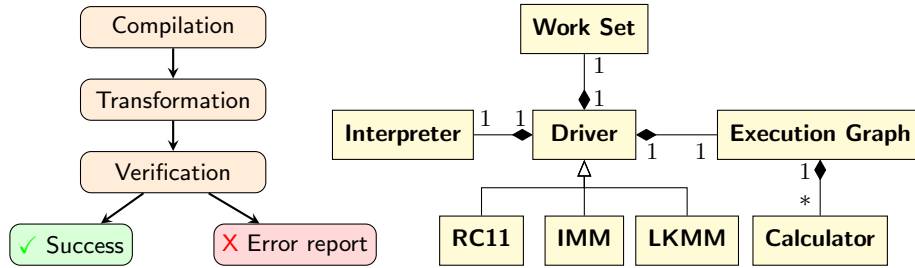 Compilation
Transformation
Verification
✓ Success
X Error report
Work Set
1
1
Interpreter
1
1
Driver
1
1
Execution Graph
1
*
RC11
IMM
LKMM
Calculator